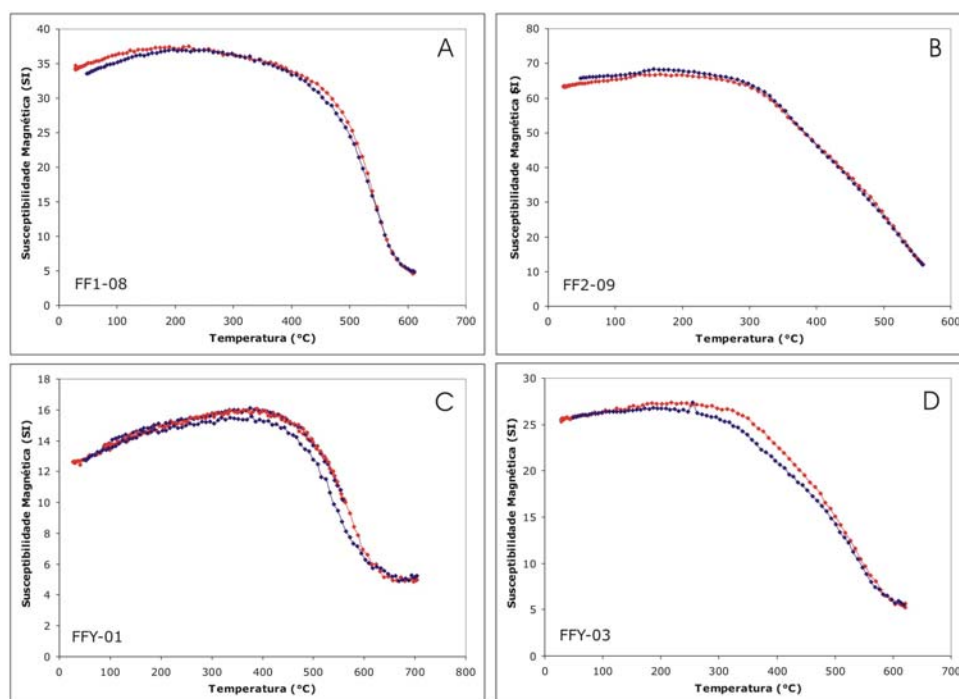 A
Susceptibilidade Magnética (SI)
40
35
30
25
20
15
10
5
0
FF1-08
0 100 200 300 400 500 600 700
Temperatura (°C)
B
Susceptibilidade Magnética (SI)
80
70
60
50
40
30
20
10
0
FF2-09
0 100 200 300 400 500 600
Temperatura (°C)
C
Susceptibilidade Magnética (SI)
18
16
14
12
10
8
6
4
2
0
FFY-01
0 100 200 300 400 500 600 700 800
Temperatura (°C)
D
Susceptibilidade Magnética (SI)
30
25
20
15
10
5
0
FFY-03
0 100 200 300 400 500 600 700
Temperatura (°C)